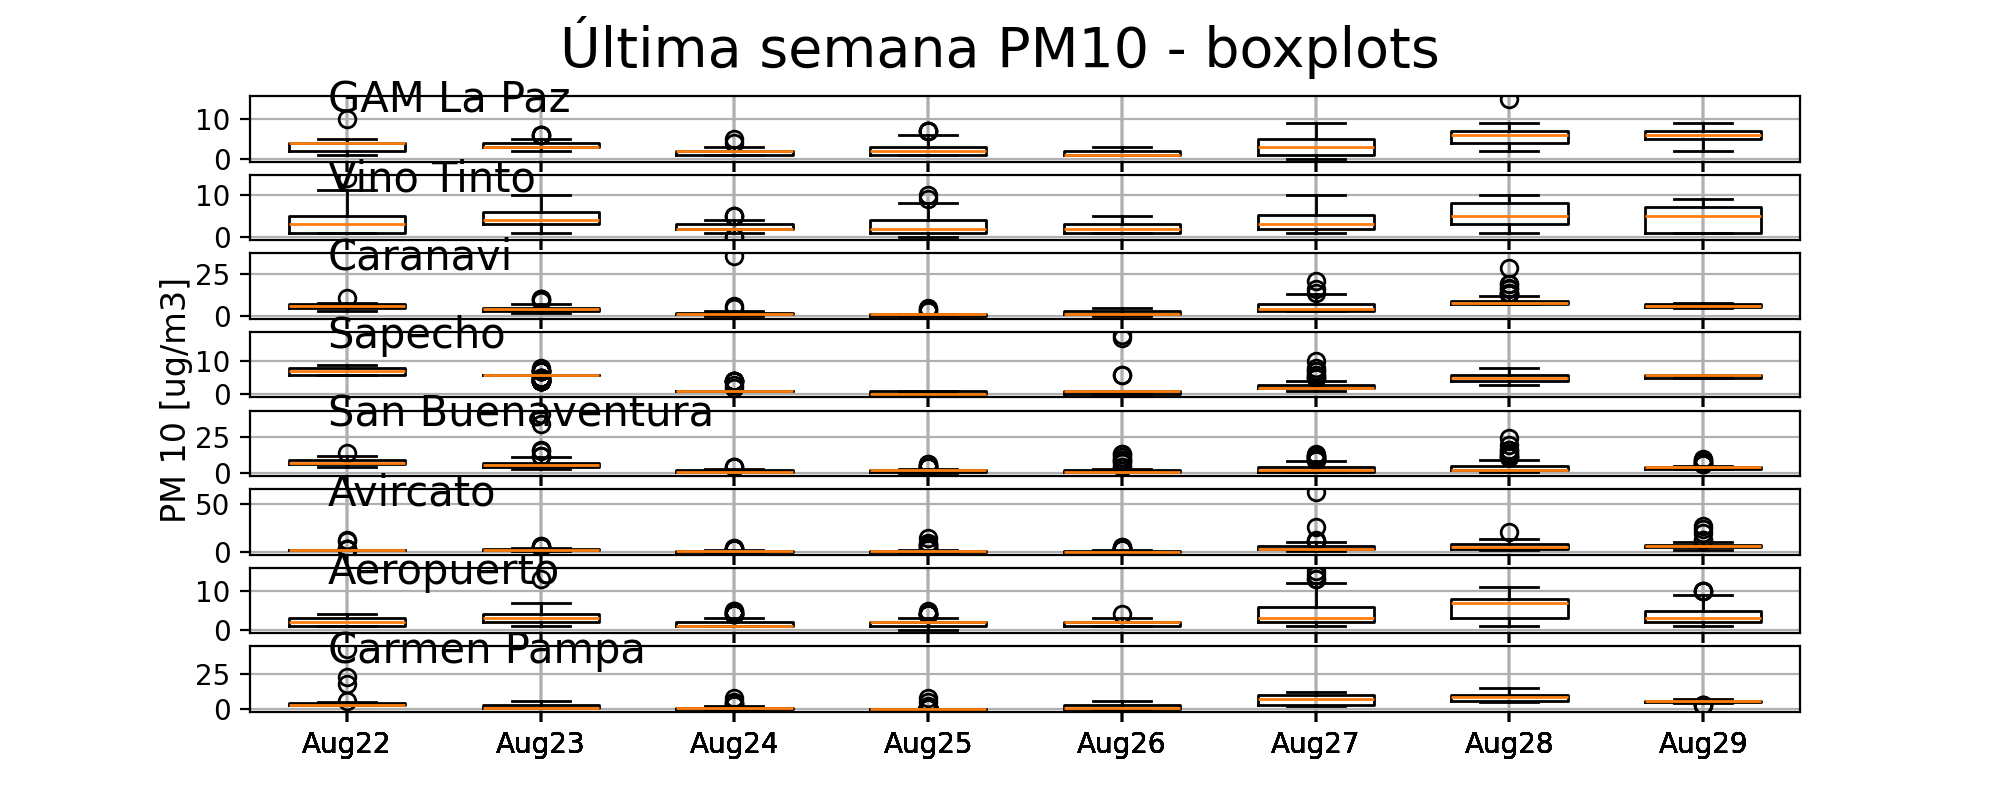 Última semana PM10 - boxplots
GAM La Paz
10
0
Vino Tinto
10
0
Caranavi
25
0
Sapecho
10
0
San Buenaventura
25
0
Avircato
50
0
Aeropuerto
10
0
Carmen Pampa
25
0
PM 10 [ug/m3]
Aug22 Aug23 Aug24 Aug25 Aug26 Aug27 Aug28 Aug29